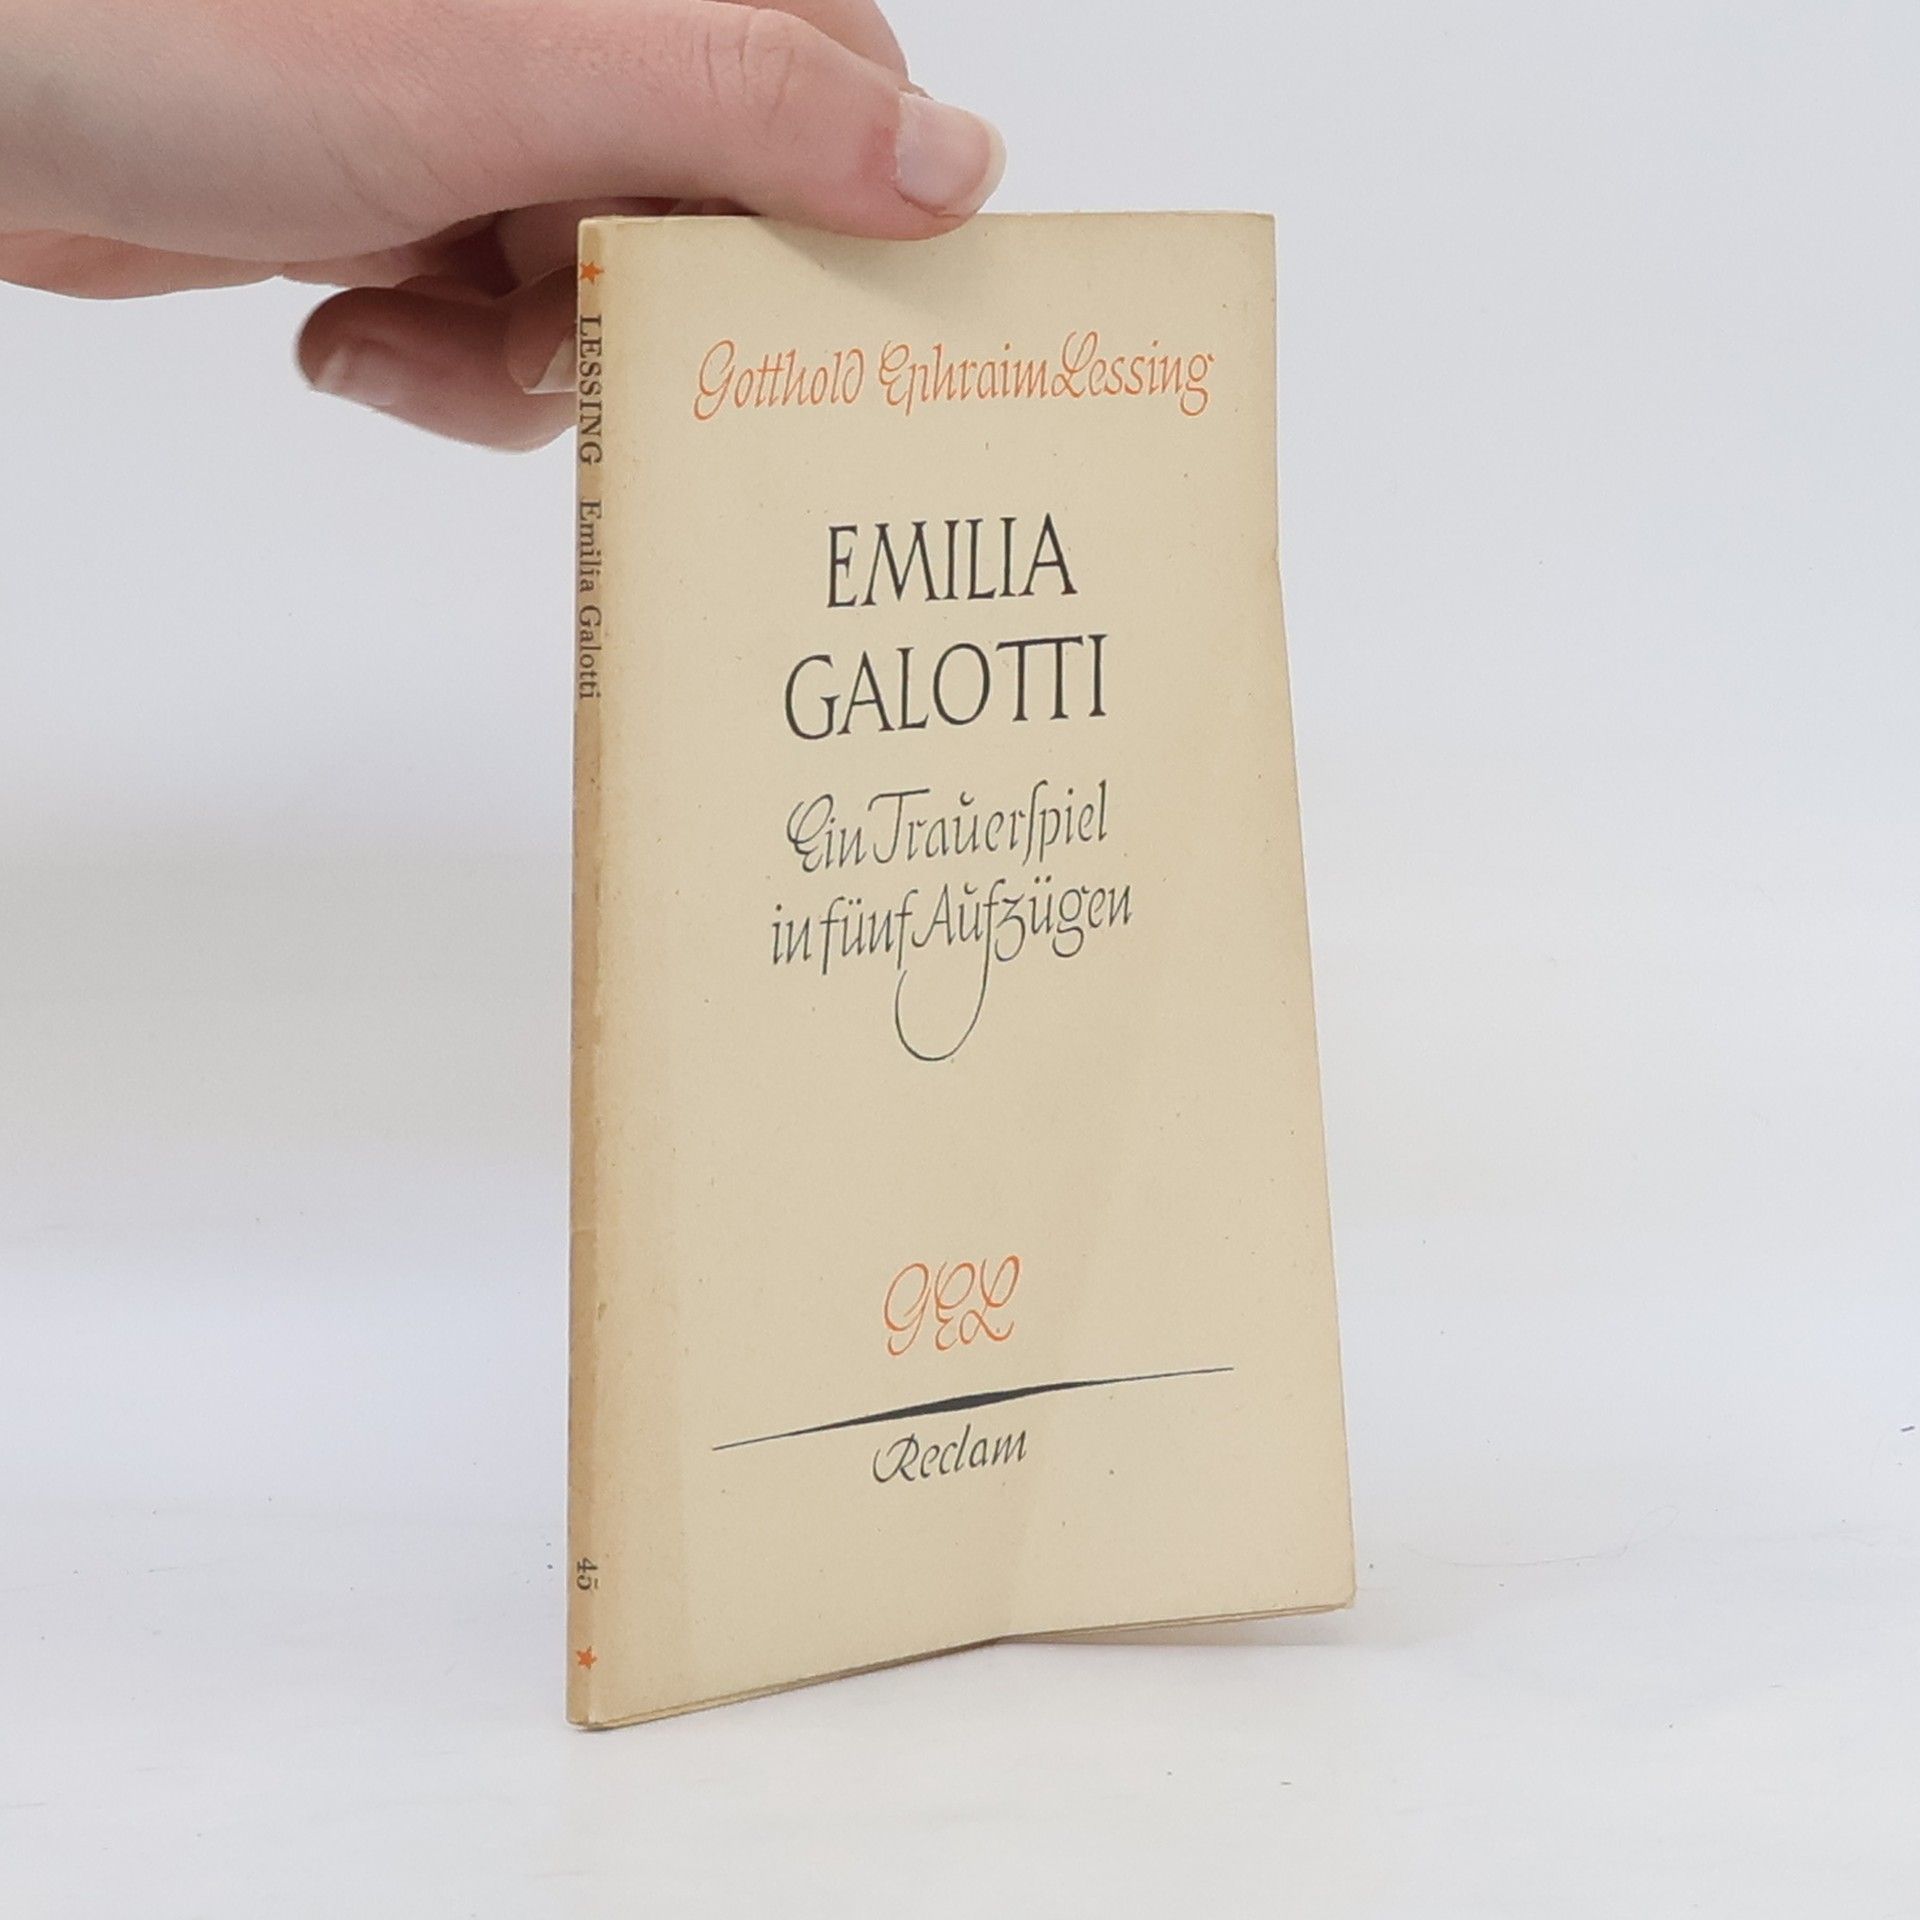 Gotthold Ephraim Lessing
EMILIA
GALOTTI
Ein Trauerſpiel
in fünf Aufzügen
GEL
Reclam
LESSING Emilia Galotti
45